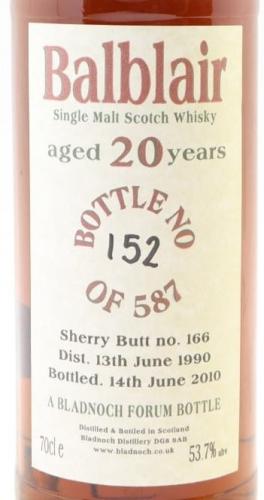 Balblair
Single Malt Scotch Whisky
aged 20 years
BOTTLE NO
152
OF 587
Sherry Butt no. 166
Dist. 13th June 1990
Bottled. 14th June 2010
A BLADNOCH FORUM BOTTLE
Distilled & Bottled in Scotland
Bladnoch Distillery DG8 9AB
www.bladnoch.co.uk
70cl e
53.7% abv